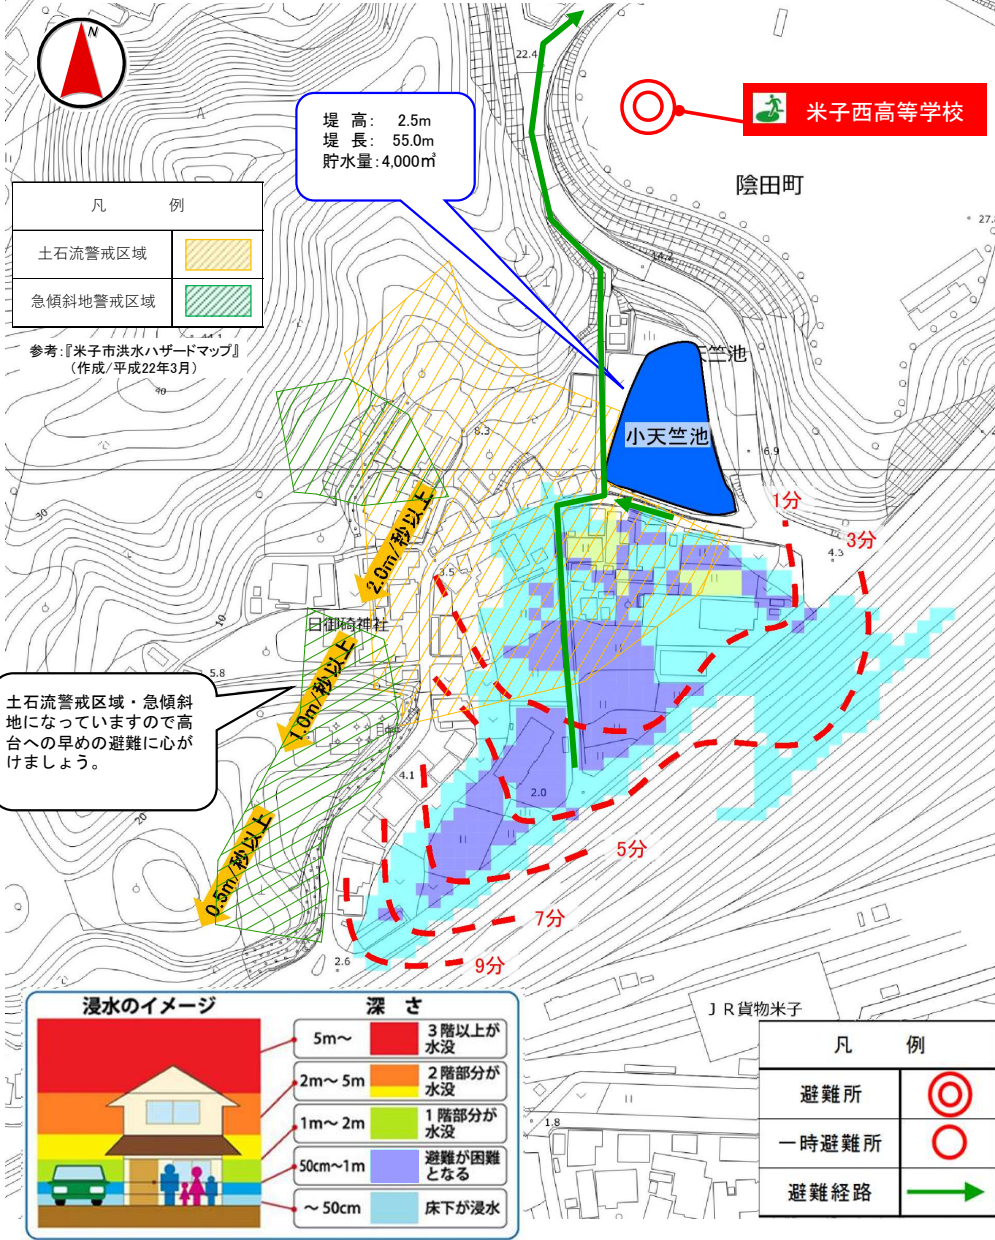 N
22.4
堤 高: 2.5m
堤 長: 55.0m
貯水量:4,000㎥
米子西高等学校
陰田町
27.
14.2
凡 例
土石流警戒区域
急傾斜地警戒区域
44.1
参考:『米子市洪水ハザードマップ』
(作成/平成22年3月)
40
天竺池
小天竺池
8.3
6.9
30
1分
3分
4.3
2.0m/秒以上
3.5
10
日御碕神社
5.8
1.0m/秒以上
土石流警戒区域・急傾斜
地になっていますので高
台への早めの避難に心が
けましょう。
4.1
2.0
20
0.5m/秒以上
5分
7分
9分
2.6
JR貨物米子
1.8
浸水のイメージ
深 さ
5m~
3階以上が
水没
2m~5m
2階部分が
水没
1m~2m
1階部分が
水没
50cm~1m
避難が困難
となる
~50cm
床下が浸水
凡 例
避難所
一時避難所
避難経路